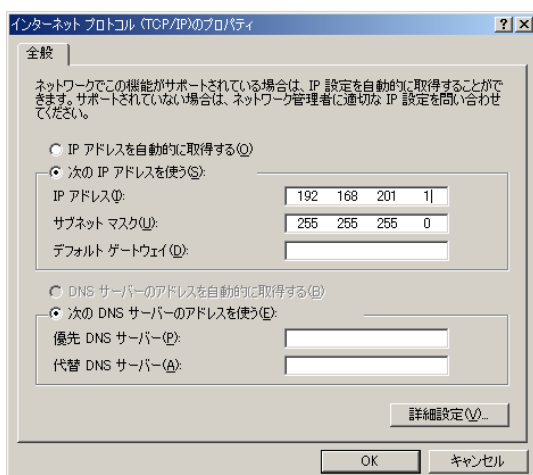 インターネット プロトコル (TCP/IP)のプロパティ
全般
ネットワークでこの機能がサポートされている場合は、IP 設定を自動的に取得することがで
きます。サポートされていない場合は、ネットワーク管理者に適切な IP 設定を問い合わせ
てください。
IP アドレスを自動的に取得する(O)
次の IP アドレスを使う(S):
IP アドレス(I): 192 168 201 1
サブネット マスク(U): 255 255 255 0
デフォルト ゲートウェイ(D):
DNS サーバーのアドレスを自動的に取得する(B)
次の DNS サーバーのアドレスを使う(E):
優先 DNS サーバー(P):
代替 DNS サーバー(A):
詳細設定(V)...
OK キャンセル